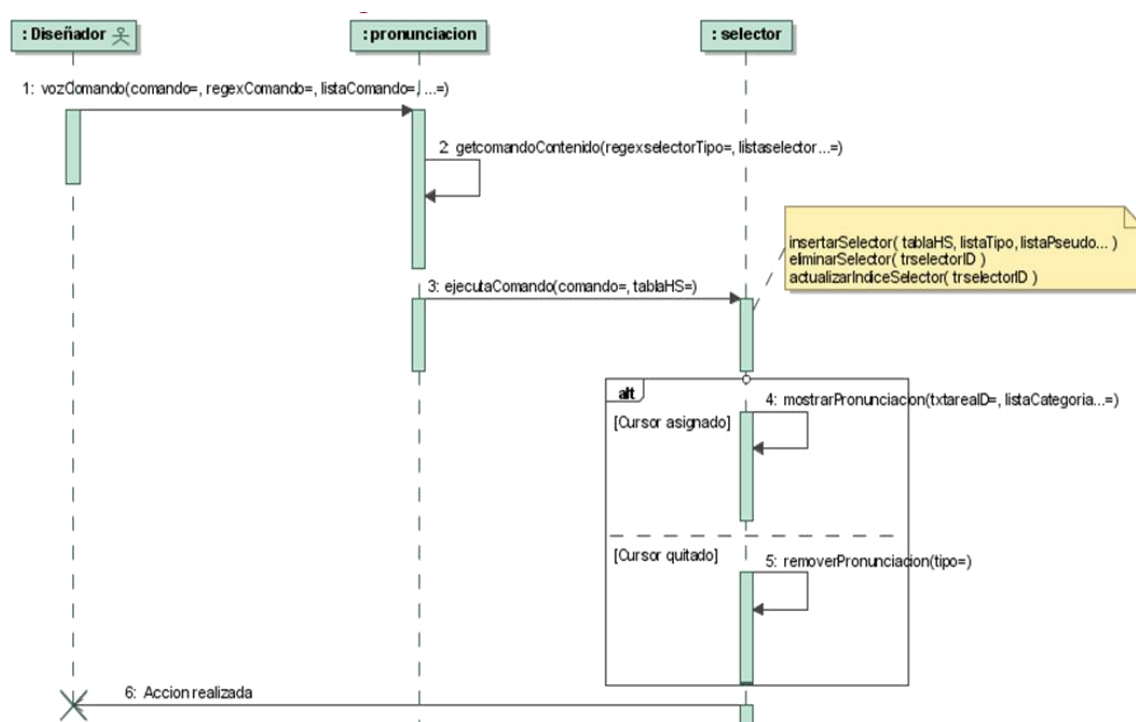 : Diseñador
: pronunciacion
: selector
1: vozComando(comando=, regexComando=, listaComando=, ...=)
2: getcomandoContenido(regexselectorTipo=, listaselector...=)
insertarSelector( tablaHS, listaTipo, listaPseudo... )
eliminarSelector( trselectorID )
actualizarIndiceSelector( trselectorID )
3: ejecutaComando(comando=, tablaHS=)
alt
4: mostrarPronunciacion(txtareaID=, listaCategoria...=)
[Cursor asignado]
[Cursor quitado]
5: removerPronunciacion(tipo=)
6: Accion realizada